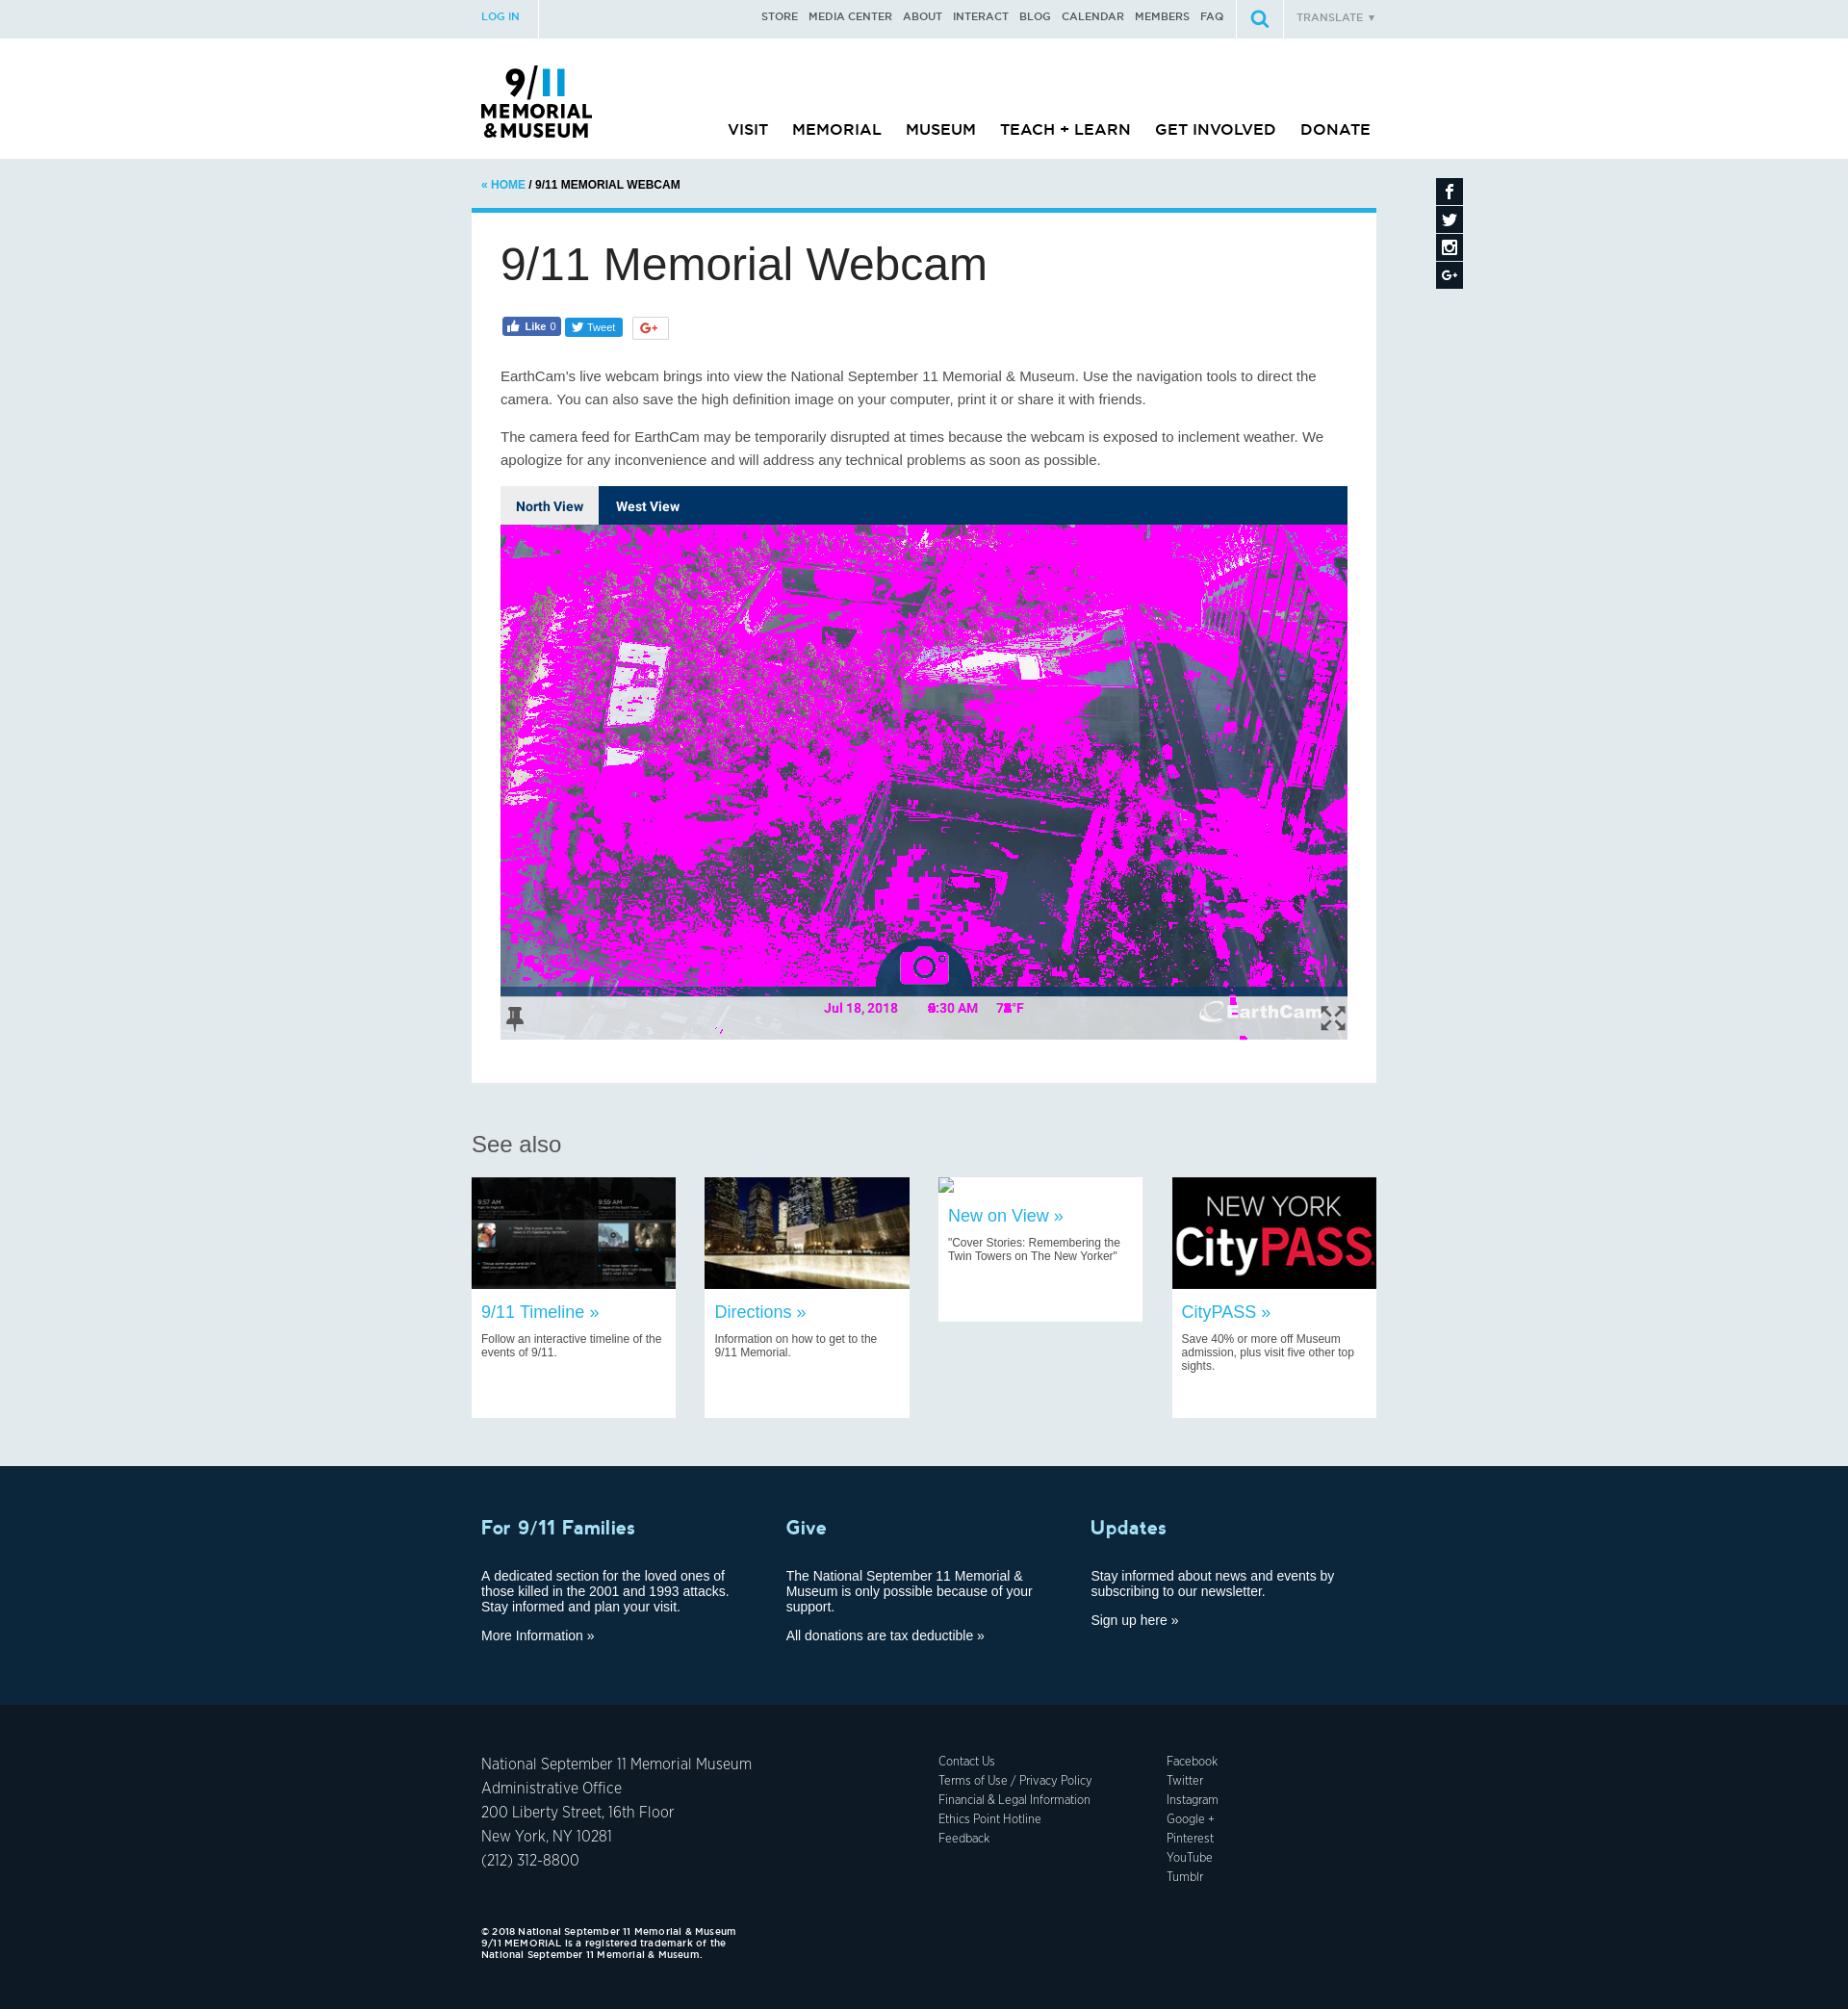 LOG IN
STORE MEDIA CENTER ABOUT INTERACT BLOG CALENDAR MEMBERS FAQ
TRANSLATE ▼
9/11
MEMORIAL
& MUSEUM
VISIT MEMORIAL MUSEUM TEACH + LEARN GET INVOLVED DONATE
« HOME / 9/11 MEMORIAL WEBCAM
9/11 Memorial Webcam
Like 0 Tweet G+
EarthCam's live webcam brings into view the National September 11 Memorial & Museum. Use the navigation tools to direct the
camera. You can also save the high definition image on your computer, print it or share it with friends.
The camera feed for EarthCam may be temporarily disrupted at times because the webcam is exposed to inclement weather. We
apologize for any inconvenience and will address any technical problems as soon as possible.
North View West View
Jul 18, 2018 :30 AM °F
EarthCam
See also
9:57 AM
9:59 AM
9/11 Timeline »
Follow an interactive timeline of the
events of 9/11.
Directions »
Information on how to get to the
9/11 Memorial.
New on View »
"Cover Stories: Remembering the
Twin Towers on The New Yorker"
NEW YORK
CityPASS
CityPASS »
Save 40% or more off Museum
admission, plus visit five other top
sights.
For 9/11 Families
A dedicated section for the loved ones of
those killed in the 2001 and 1993 attacks.
Stay informed and plan your visit.
More Information »
Give
The National September 11 Memorial &
Museum is only possible because of your
support.
All donations are tax deductible »
Updates
Stay informed about news and events by
subscribing to our newsletter.
Sign up here »
National September 11 Memorial Museum
Administrative Office
200 Liberty Street, 16th Floor
New York, NY 10281
(212) 312-8800
Contact Us
Terms of Use / Privacy Policy
Financial & Legal Information
Ethics Point Hotline
Feedback
Facebook
Twitter
Instagram
Google +
Pinterest
YouTube
Tumblr
© 2018 National September 11 Memorial & Museum
9/11 MEMORIAL is a registered trademark of the
National September 11 Memorial & Museum.